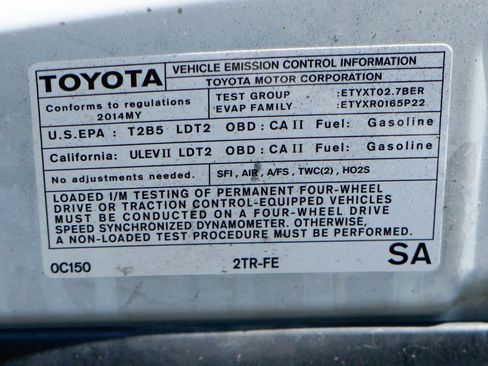 TOYOTA
VEHICLE EMISSION CONTROL INFORMATION
TOYOTA MOTOR CORPORATION
Conforms to regulations
2014MY
TEST GROUP :ETYXT02.7BER
EVAP FAMILY :ETYXR0165P22
U.S.EPA : T2B5 LDT2 OBD : CA II Fuel: Gasoline
California: ULEVII LDT2 OBD : CA II Fuel: Gasoline
No adjustments needed. SFI , AIR , A/FS , TWC(2) , HO2S
LOADED I/M TESTING OF PERMANENT FOUR-WHEEL
DRIVE OR TRACTION CONTROL-EQUIPPED VEHICLES
MUST BE CONDUCTED ON A FOUR-WHEEL DRIVE
SPEED SYNCHRONIZED DYNAMOMETER. OTHERWISE,
A NON-LOADED TEST PROCEDURE MUST BE PERFORMED.
0C150 2TR-FE SA